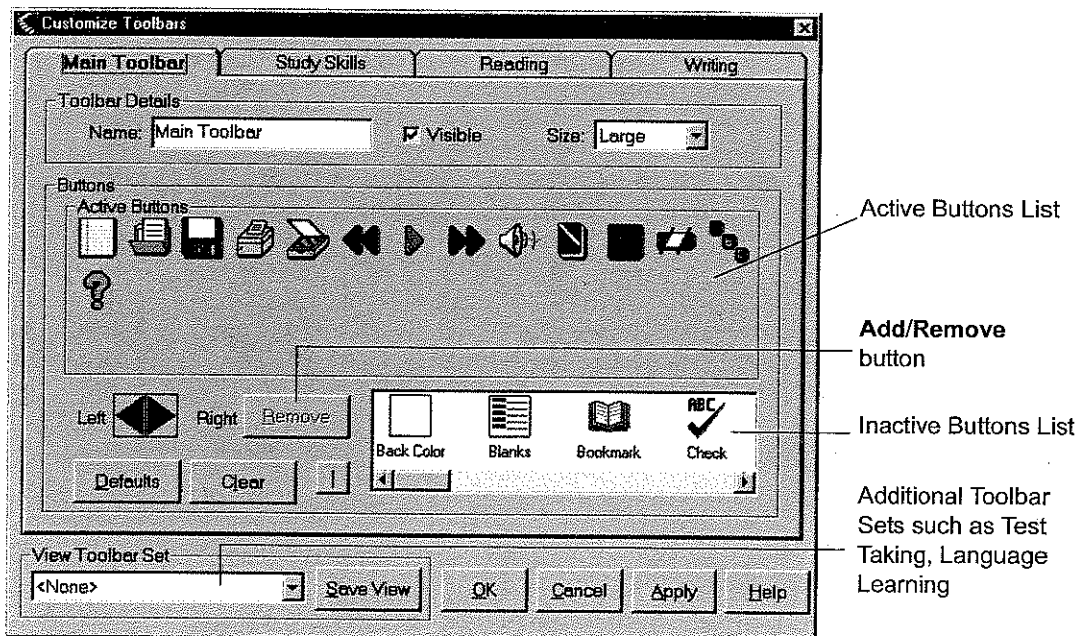 Customize Toolbars
Main Toolbar
Study Skills
Reading
Writing
Toolbar Details
Name: Main Toolbar
Visible
Size: Large
Buttons
Active Buttons
Active Buttons List
Add/Remove
button
Left
Right
Remove
ABC
Back Color
Blanks
Bookmark
Check
Inactive Buttons List
Defaults
Clear
|
Additional Toolbar
Sets such as Test
Taking, Language
Learning
View Toolbar Set
<None>
Save View
OK
Cancel
Apply
Help